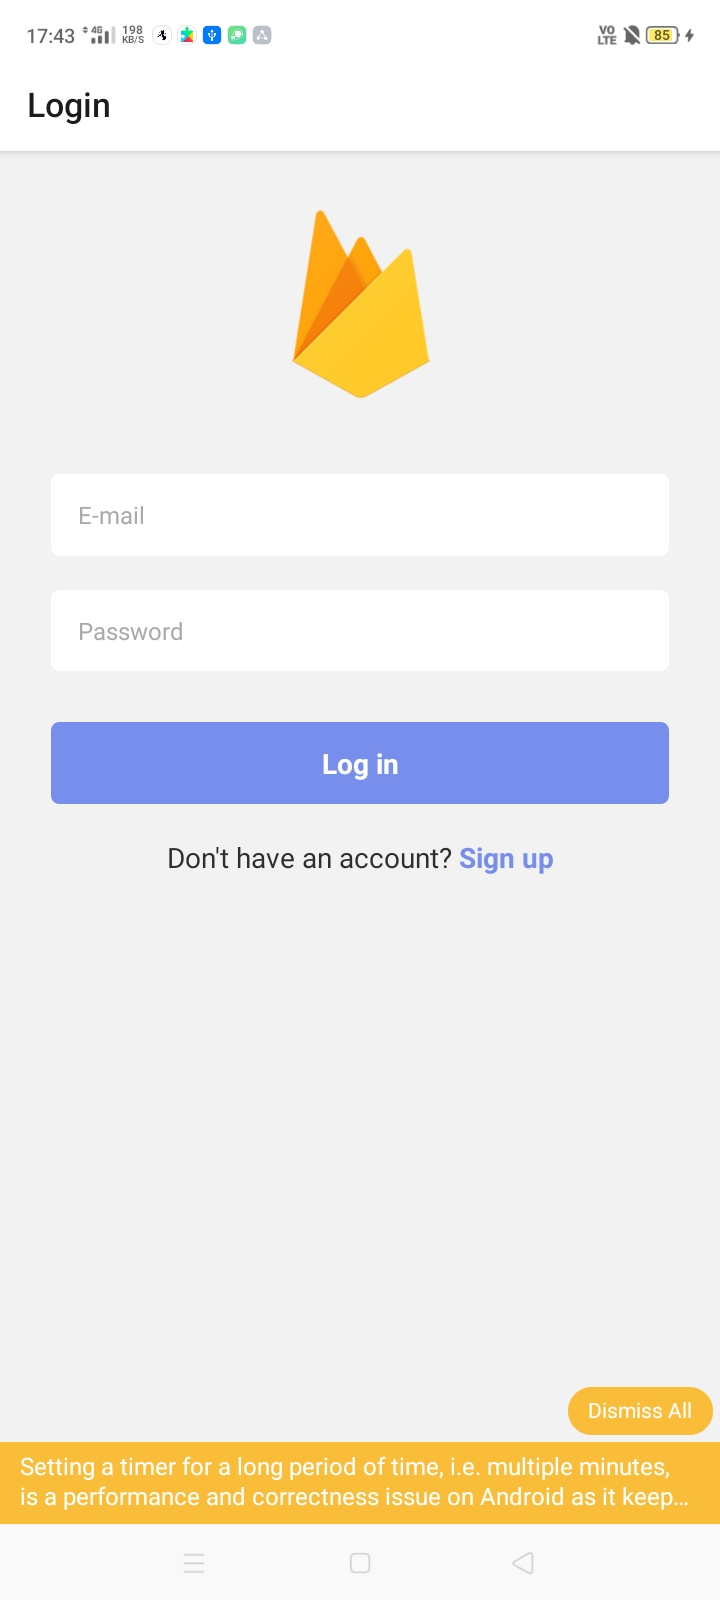 17:43 4G 198 KB/S VO LTE 85
Login
E-mail
Password
Log in
Don't have an account? Sign up
Dismiss All
Setting a timer for a long period of time, i.e. multiple minutes,
is a performance and correctness issue on Android as it keep...